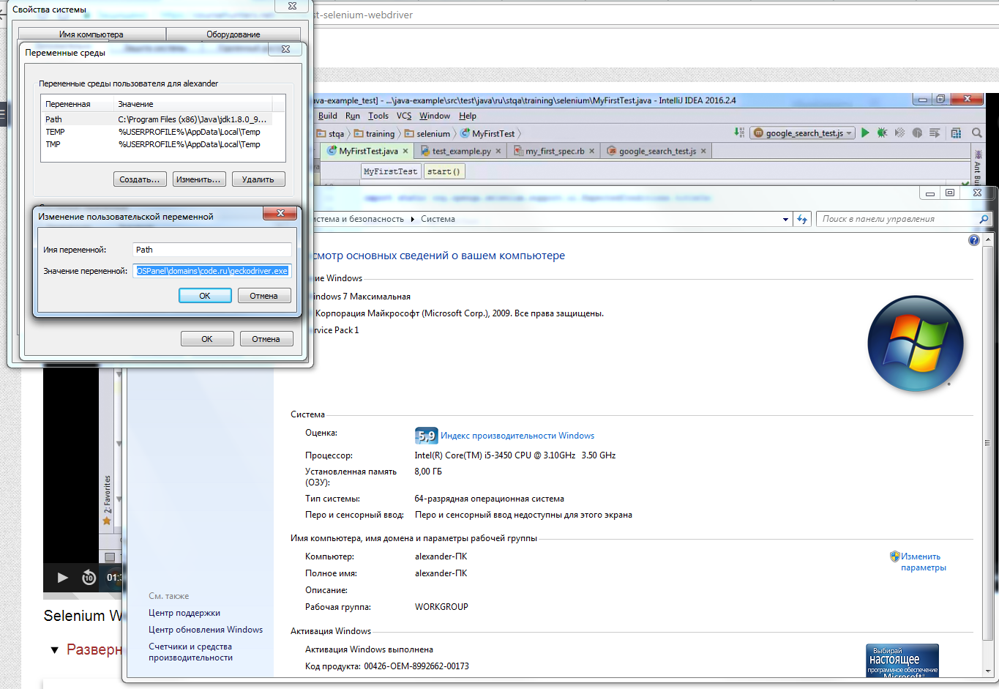 Свойства системы
st-selenium-webdriver
Имя компьютера
Оборудование
Переменные среды
Переменные среды пользователя для alexander
Переменная Значение
Path C:\Program Files (x86)\Java\jdk1.8.0_9...
TEMP %USERPROFILE%\AppData\Local\Temp
TMP %USERPROFILE%\AppData\Local\Temp
Создать... Изменить... Удалить
Изменение пользовательской переменной
Имя переменной: Path
Значение переменной: OSPanel\domains\code.ru\geckodriver.exe
OK Отмена
OK Отмена
ava-example_test] - ...\java-example\src\test\java\ru\stqa\training\selenium\MyFirstTest.java - IntelliJ IDEA 2016.2.4
Build Run Tools VCS Window Help
stqa training selenium MyFirstTest
google_search_test.js
MyFirstTest.java test_example.py my_first_spec.rb google_search_test.js
MyFirstTest start()
Ant Bui
истема и безопасность Система
Поиск в панели управления
смотр основных сведений о вашем компьютере
ие Windows
indows 7 Максимальная
Корпорация Майкрософт (Microsoft Corp.), 2009. Все права защищены.
rvice Pack 1
Система
Оценка: 5,9 Индекс производительности Windows
Процессор: Intel(R) Core(TM) i5-3450 CPU @ 3.10GHz 3.50 GHz
Установленная память (ОЗУ): 8,00 ГБ
Тип системы: 64-разрядная операционная система
Перо и сенсорный ввод: Перо и сенсорный ввод недоступны для этого экрана
Имя компьютера, имя домена и параметры рабочей группы
Компьютер: alexander-ПК
Изменить параметры
Полное имя: alexander-ПК
Описание:
Рабочая группа: WORKGROUP
Активация Windows
Активация Windows выполнена
Код продукта: 00426-OEM-8992662-00173
Выбирай
настоящее
программное обеспечение
Microsoft
См. также
Центр поддержки
Центр обновления Windows
Счетчики и средства
производительности
2: Favorites
10
01:
Selenium W
Разверн